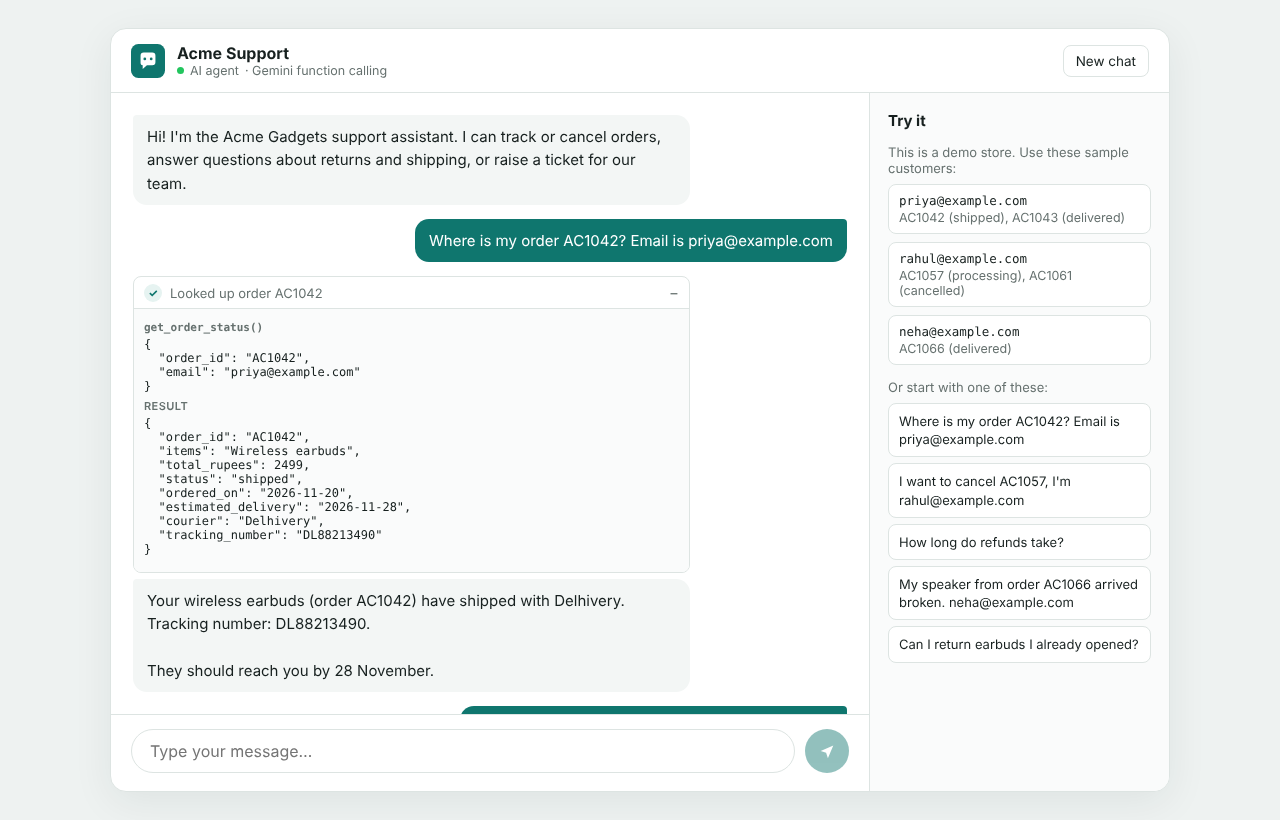 Acme Support
AI agent · Gemini function calling
New chat
Hi! I'm the Acme Gadgets support assistant. I can track or cancel orders,
answer questions about returns and shipping, or raise a ticket for our
team.
Where is my order AC1042? Email is priya@example.com
Looked up order AC1042
–
get_order_status()
{
  "order_id": "AC1042",
  "email": "priya@example.com"
}
RESULT
{
  "order_id": "AC1042",
  "items": "Wireless earbuds",
  "total_rupees": 2499,
  "status": "shipped",
  "ordered_on": "2026-11-20",
  "estimated_delivery": "2026-11-28",
  "courier": "Delhivery",
  "tracking_number": "DL88213490"
}
Your wireless earbuds (order AC1042) have shipped with Delhivery.
Tracking number: DL88213490.
They should reach you by 28 November.
Type your message...
Try it
This is a demo store. Use these sample
customers:
priya@example.com
AC1042 (shipped), AC1043 (delivered)
rahul@example.com
AC1057 (processing), AC1061
(cancelled)
neha@example.com
AC1066 (delivered)
Or start with one of these:
Where is my order AC1042? Email is
priya@example.com
I want to cancel AC1057, I'm
rahul@example.com
How long do refunds take?
My speaker from order AC1066 arrived
broken. neha@example.com
Can I return earbuds I already opened?